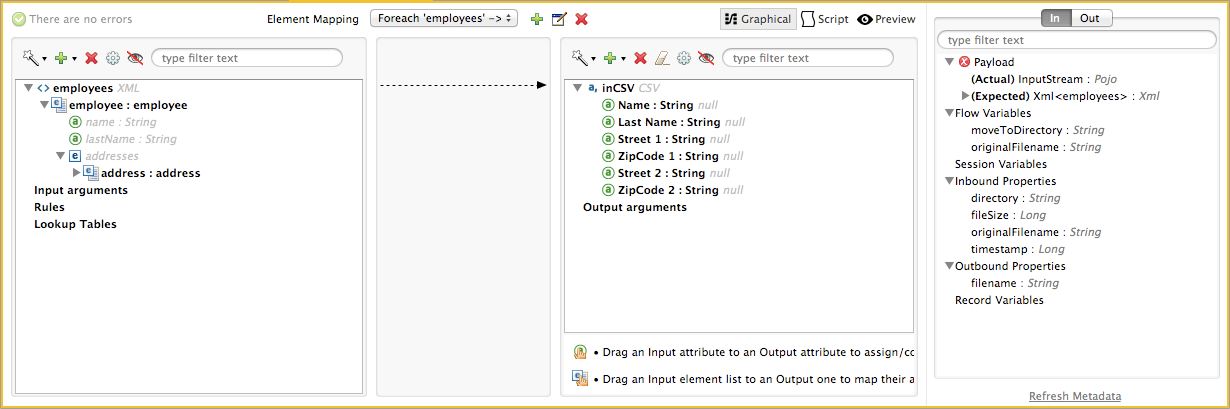 There are no errors
Element Mapping
Foreach 'employees' ->
Graphical
Script
Preview
type filter text
employees XML
employee : employee
name : String
lastName : String
addresses
address : address
Input arguments
Rules
Lookup Tables
type filter text
inCSV CSV
Name : String null
Last Name : String null
Street 1 : String null
ZipCode 1 : String null
Street 2 : String null
ZipCode 2 : String null
Output arguments
• Drag an Input attribute to an Output attribute to assign/co
• Drag an Input element list to an Output one to map their a
In
Out
type filter text
Payload
(Actual) InputStream : Pojo
(Expected) Xml<employees> : Xml
Flow Variables
moveToDirectory : String
originalFilename : String
Session Variables
Inbound Properties
directory : String
fileSize : Long
originalFilename : String
timestamp : Long
Outbound Properties
filename : String
Record Variables
Refresh Metadata